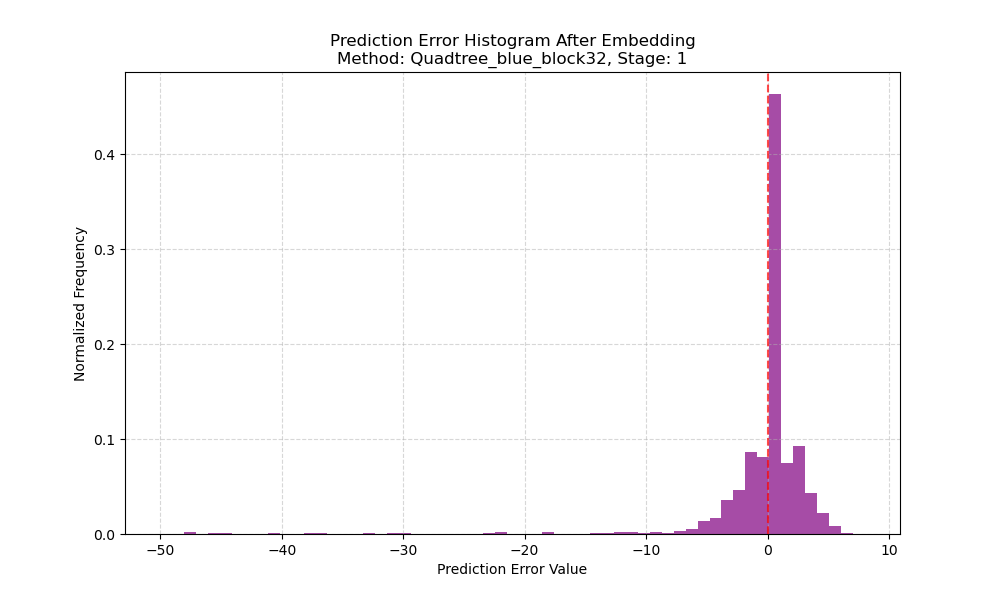 Prediction Error Histogram After Embedding
Method: Quadtree_blue_block32, Stage: 1
Normalized Frequency
0.4
0.3
0.2
0.1
0.0
−50 −40 −30 −20 −10 0 10
Prediction Error Value